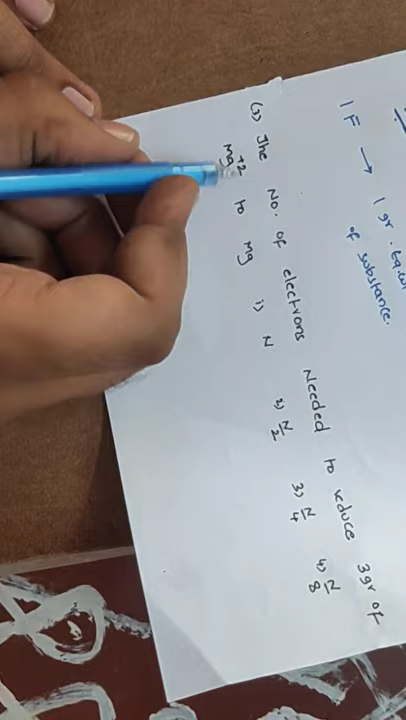 1 F → 1 gr. Eq.wt
of substance.
(3) The No. of electrons Needed to reduce 3gr of
Mg+2 to Mg 1) N 2) N/2 3) N/4 4) N/8